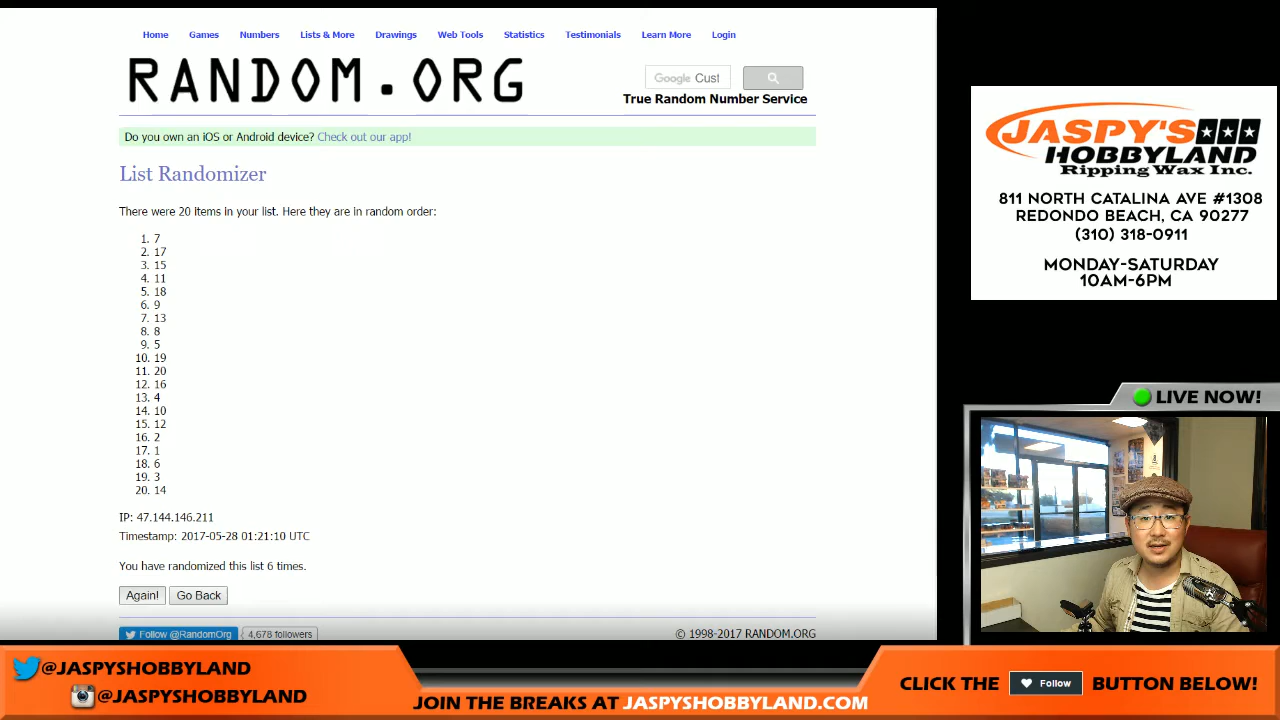 Home Games Numbers Lists & More Drawings Web Tools Statistics Testimonials Learn More Login
RANDOM.ORG
Google Cust
True Random Number Service
Do you own an iOS or Android device? Check out our app!
List Randomizer
There were 20 items in your list. Here they are in random order:
1. 7
2. 17
3. 15
4. 11
5. 18
6. 9
7. 13
8. 8
9. 5
10. 19
11. 20
12. 16
13. 4
14. 10
15. 12
16. 2
17. 1
18. 6
19. 3
20. 14
IP: 47.144.146.211
Timestamp: 2017-05-28 01:21:10 UTC
You have randomized this list 6 times.
Again! Go Back
Follow @RandomOrg 4,678 followers
© 1998-2017 RANDOM.ORG
JASPY'S
HOBBYLAND
Ripping Wax Inc.
811 NORTH CATALINA AVE #1308
REDONDO BEACH, CA 90277
(310) 318-0911
MONDAY-SATURDAY
10AM-6PM
LIVE NOW!
@JASPYSHOBBYLAND
@JASPYSHOBBYLAND
JOIN THE BREAKS AT JASPYSHOBBYLAND.COM
CLICK THE Follow BUTTON BELOW!